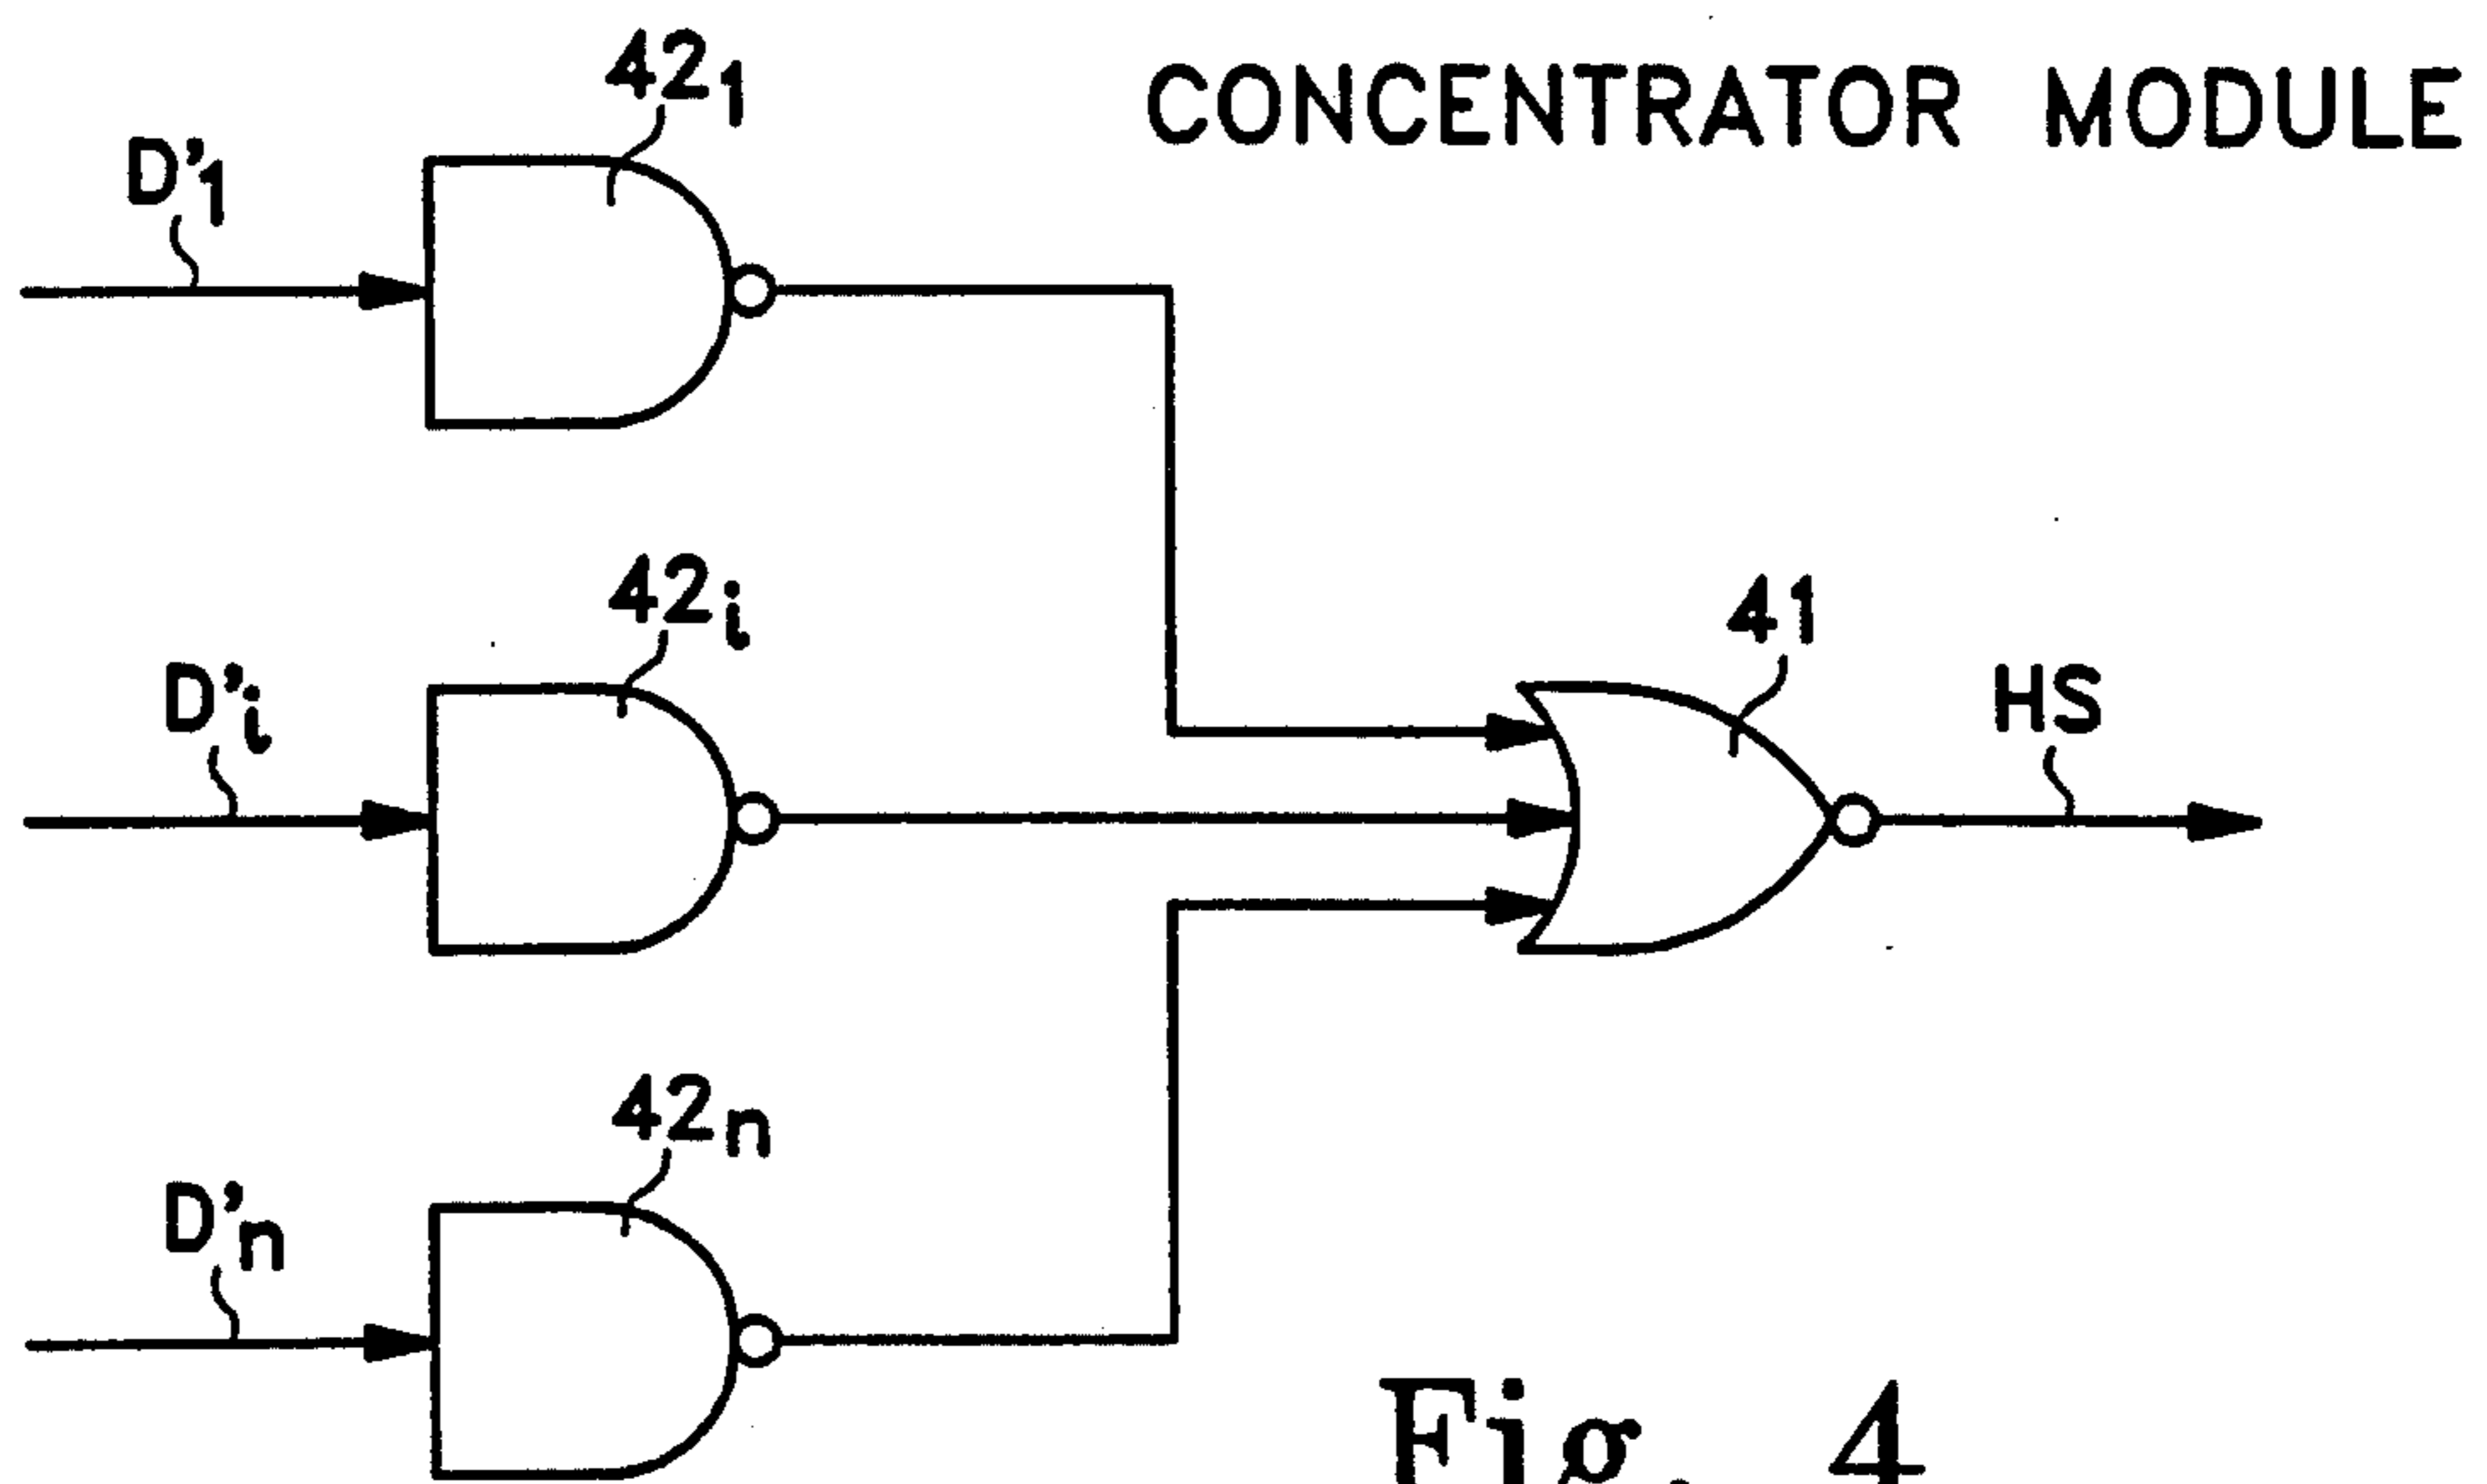 CONCENTRATOR MODULE
42₁
D'₁
42ᵢ
D'ᵢ
41
HS
42ₙ
D'ₙ
Fig. 4